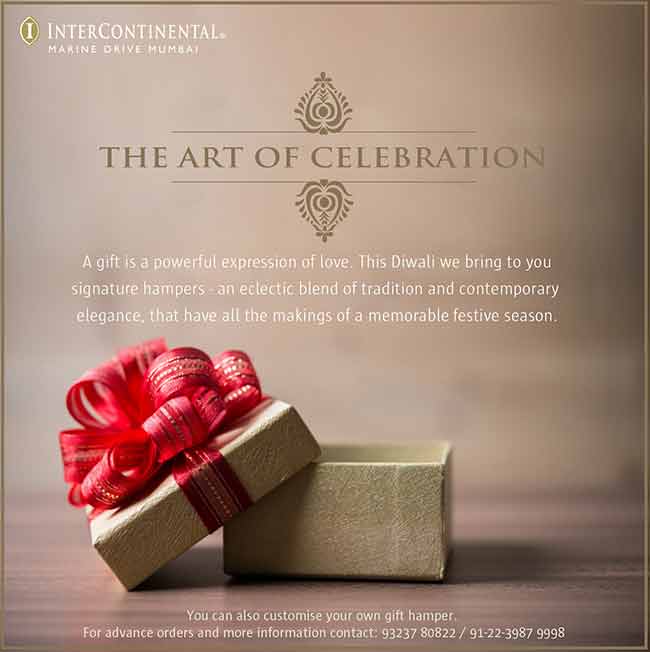 INTERCONTINENTAL®
MARINE DRIVE MUMBAI
THE ART OF CELEBRATION
A gift is a powerful expression of love. This Diwali we bring to you
signature hampers - an eclectic blend of tradition and contemporary
elegance, that have all the makings of a memorable festive season.
You can also customise your own gift hamper.
For advance orders and more information contact: 93237 80822 / 91-22-3987 9998